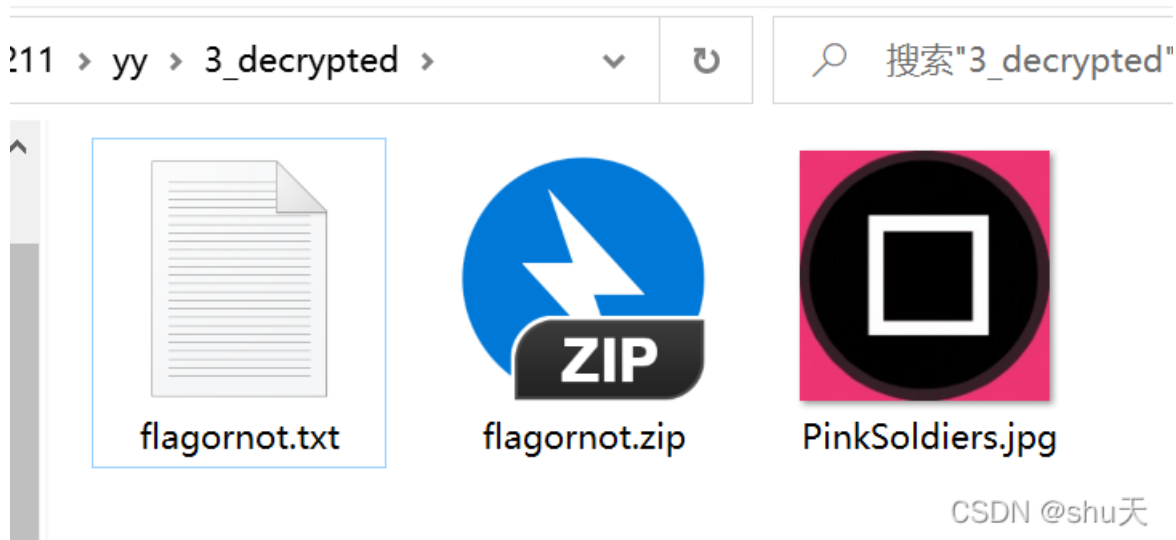 211 › yy › 3_decrypted ›
搜索"3_decrypted"
ZIP
flagornot.txt
flagornot.zip
PinkSoldiers.jpg
CSDN @shu天